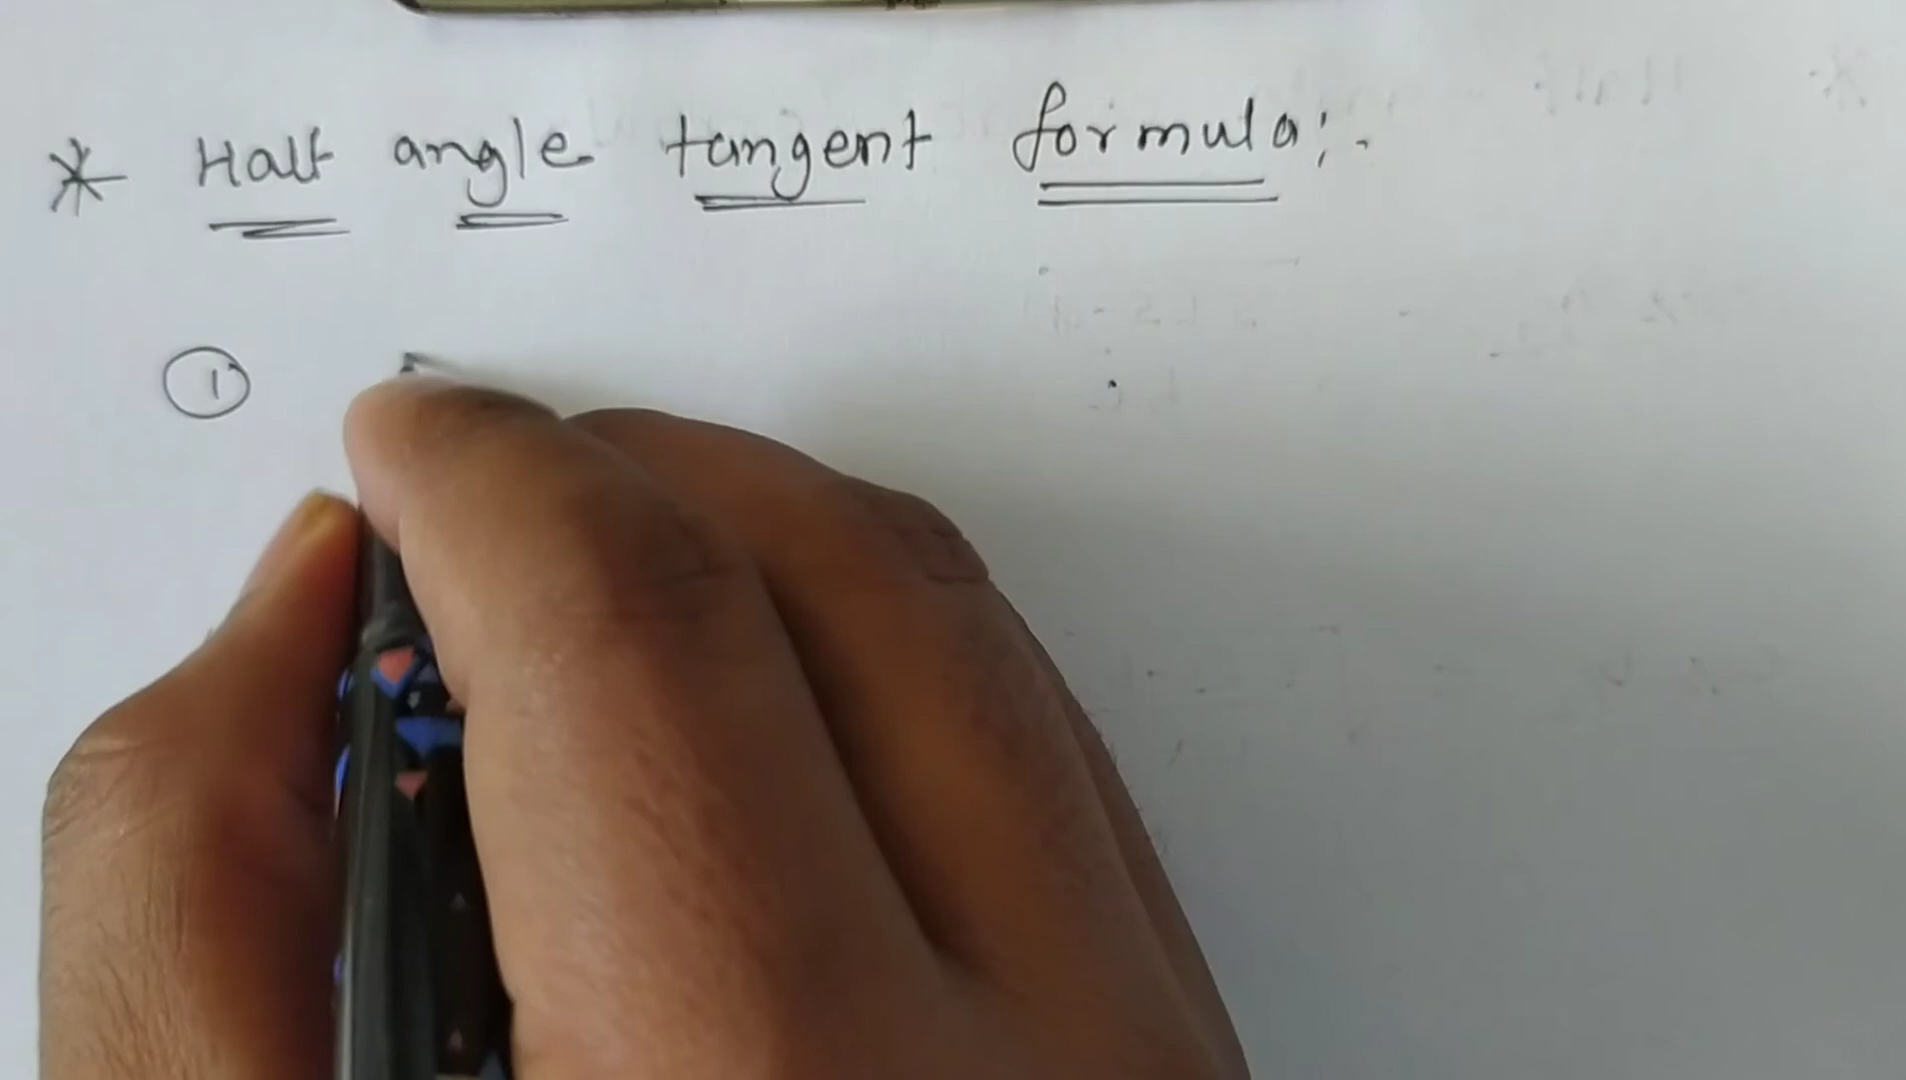 * Half angle tangent formula:-
①